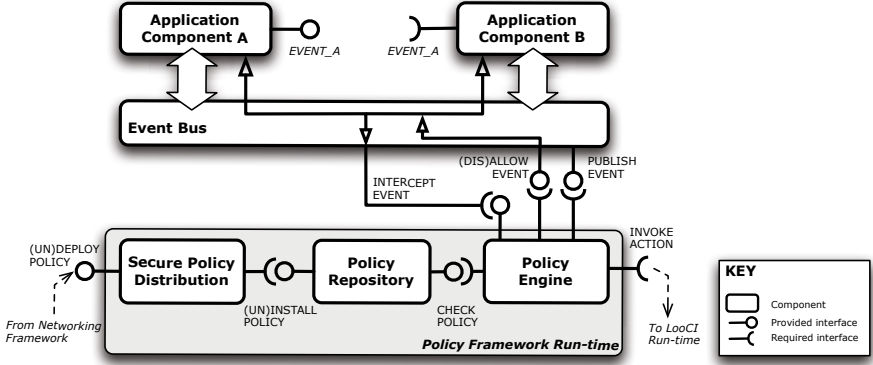 Application
Component A
EVENT_A
EVENT_A
Application
Component B
Event Bus
(DIS)ALLOW
EVENT
PUBLISH
EVENT
INTERCEPT
EVENT
INVOKE
ACTION
(UN)DEPLOY
POLICY
Secure Policy
Distribution
Policy
Repository
Policy
Engine
(UN)INSTALL
POLICY
CHECK
POLICY
From Networking
Framework
To LooCI
Run-time
Policy Framework Run-time
KEY
Component
Provided interface
Required interface